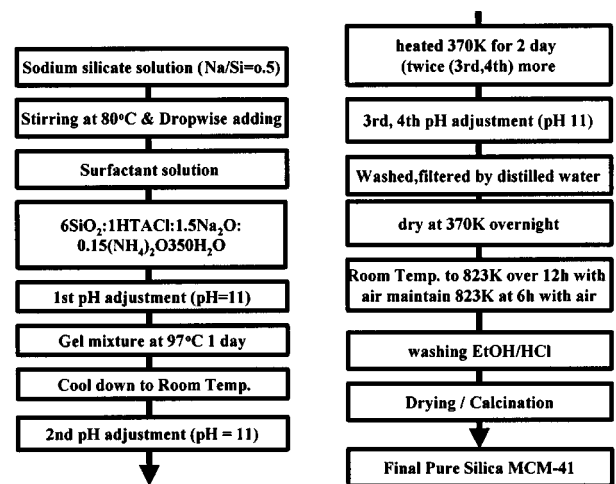 Sodium silicate solution (Na/Si=0.5)
Stirring at 80°C & Dropwise adding
Surfactant solution
6SiO₂:1HTACl:1.5Na₂O:
0.15(NH₄)₂O350H₂O
1st pH adjustment (pH=11)
Gel mixture at 97°C 1 day
Cool down to Room Temp.
2nd pH adjustment (pH = 11)
heated 370K for 2 day
(twice (3rd,4th) more
3rd, 4th pH adjustment (pH 11)
Washed,filtered by distilled water
dry at 370K overnight
Room Temp. to 823K over 12h with
air maintain 823K at 6h with air
washing EtOH/HCl
Drying / Calcination
Final Pure Silica MCM-41